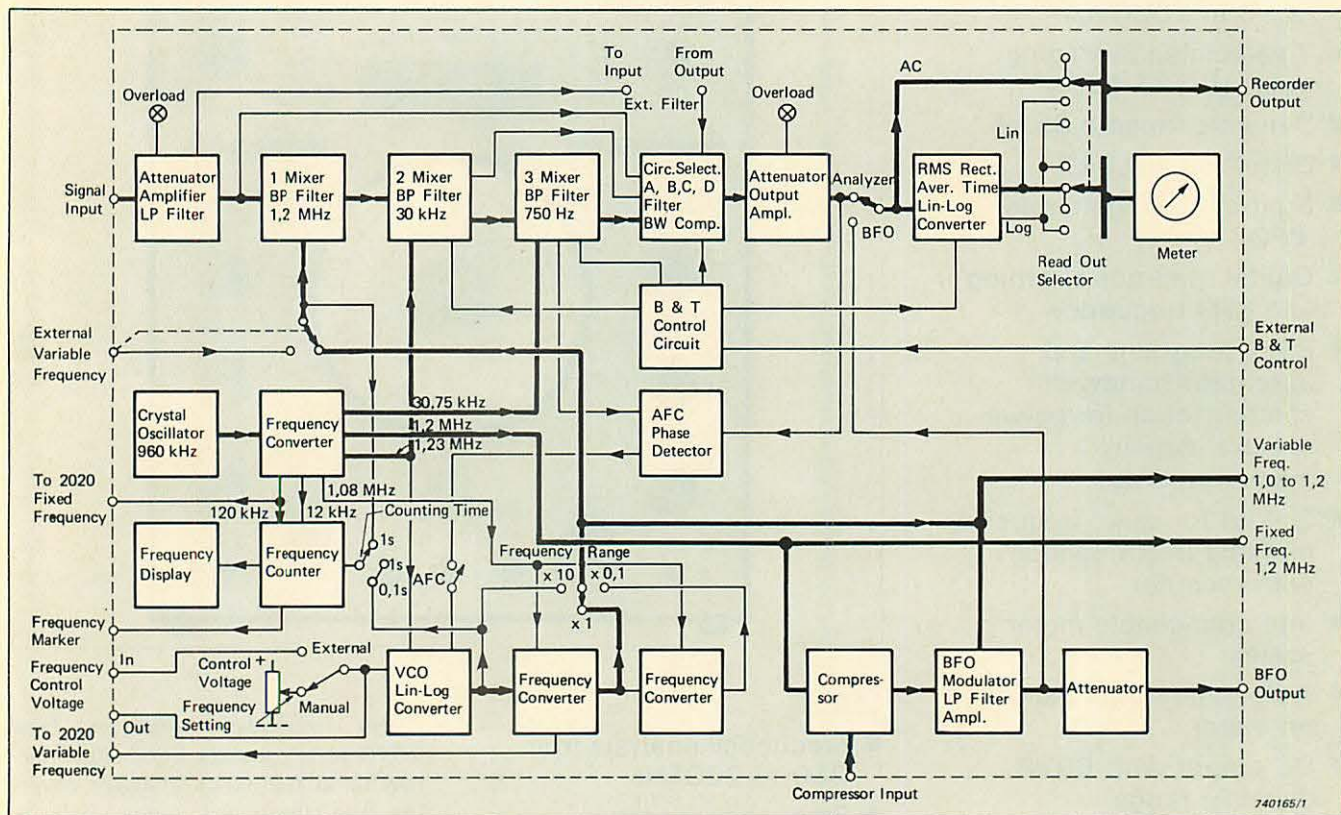 To
Input
From
Output
Ext. Filter
Overload
Overload
AC
Recorder
Output
Lin
Signal
Input
Attenuator
Amplifier
LP Filter
1 Mixer
BP Filter
1,2 MHz
2 Mixer
BP Filter
30 kHz
3 Mixer
BP Filter
750 Hz
Circ.Select.
A, B,C, D
Filter
BW Comp.
Attenuator
Output
Ampl.
Analyzer
BFO
RMS Rect.
Aver. Time
Lin-Log
Converter
Log
Read Out
Selector
Meter
External
Variable
Frequency
B & T
Control
Circuit
External
B & T
Control
Crystal
Oscillator
960 kHz
Frequency
Converter
30,75 kHz
1,2 MHz
1,23 MHz
AFC
Phase
Detector
Variable
Freq.
1,0 to 1,2
MHz
To 2020
Fixed
Frequency
120 kHz
12 kHz
1,08 MHz
Counting Time
Fixed
Freq.
1,2 MHz
Frequency
Display
Frequency
Counter
1s
1s
0,1s
AFC
Frequency Range
x 10
x 0,1
x 1
Frequency
Marker
In
Frequency
Control
Voltage
Out
External
Control +
Voltage
Frequency
Setting
Manual
VCO
Lin-Log
Converter
Frequency
Converter
Frequency
Converter
Compres-
sor
BFO
Modulator
LP Filter
Ampl.
Attenuator
BFO
Output
To 2020
Variable
Frequency
Compressor Input
740165/1